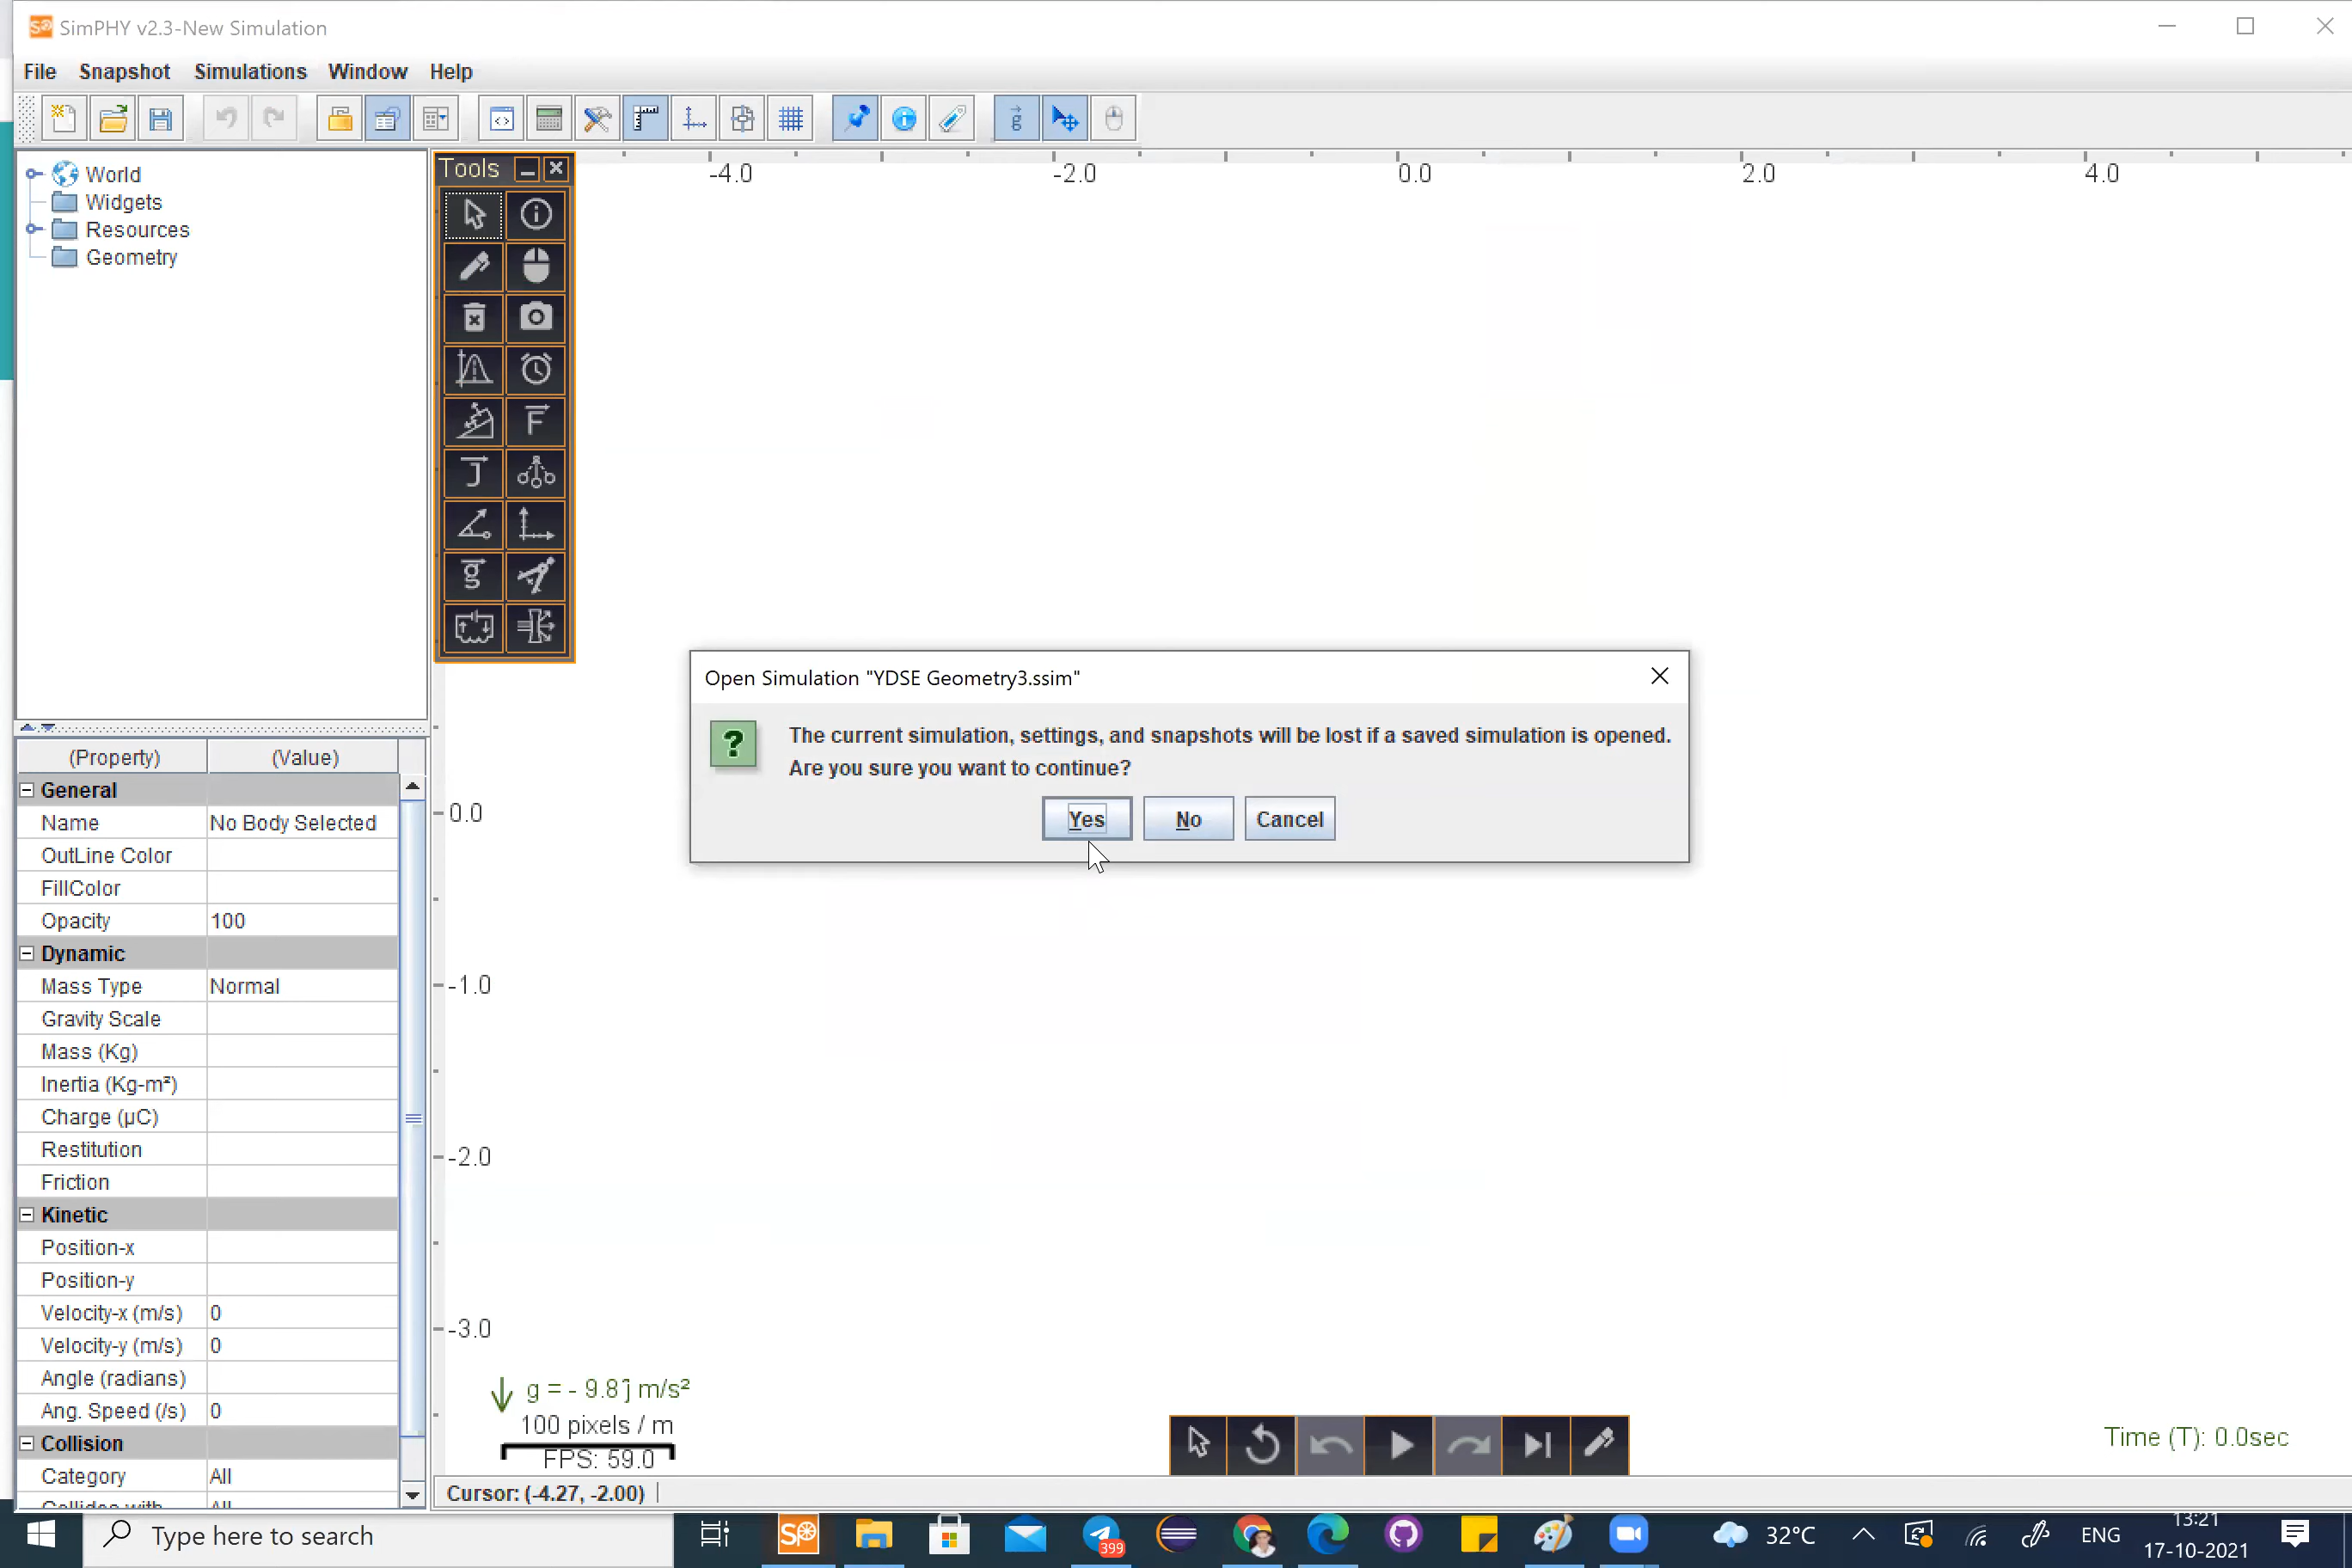 SimPHY v2.3-New Simulation
File Snapshot Simulations Window Help
World
Widgets
Resources
Geometry
Tools
-4.0 -2.0 0.0 2.0 4.0
Open Simulation "YDSE Geometry3.ssim"
The current simulation, settings, and snapshots will be lost if a saved simulation is opened.
Are you sure you want to continue?
Yes No Cancel
(Property) (Value)
General
Name No Body Selected
OutLine Color
FillColor
Opacity 100
Dynamic
Mass Type Normal
Gravity Scale
Mass (Kg)
Inertia (Kg-m²)
Charge (μC)
Restitution
Friction
Kinetic
Position-x
Position-y
Velocity-x (m/s) 0
Velocity-y (m/s) 0
Angle (radians)
Ang. Speed (/s) 0
Collision
Category All
Collides with All
0.0
-1.0
-2.0
-3.0
g = - 9.8 ĵ m/s²
100 pixels / m
FPS: 59.0
Time (T): 0.0sec
Cursor: (-4.27, -2.00)
Type here to search
399
32°C
ENG
13:21
17-10-2021